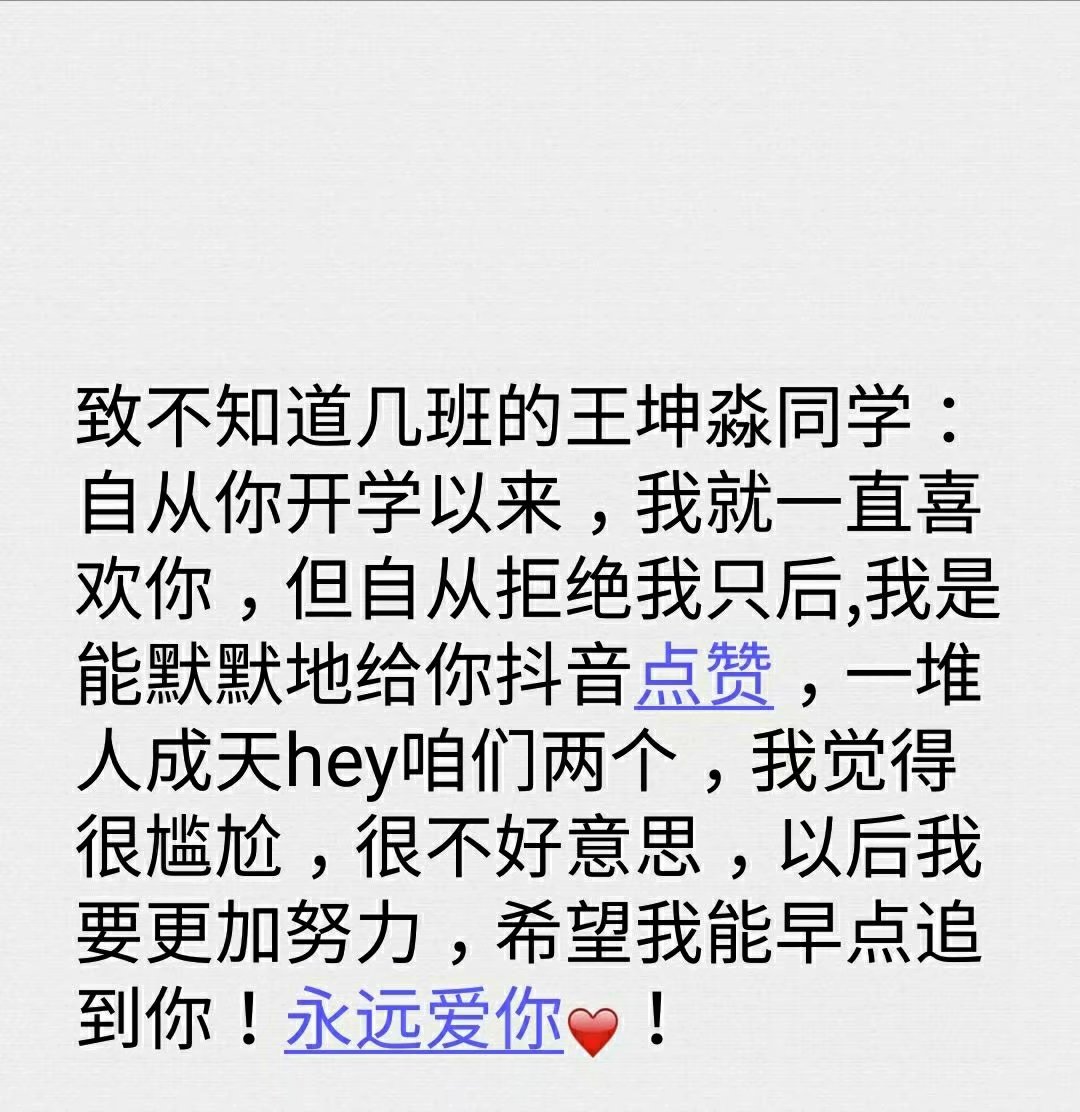 致不知道几班的王坤淼同学：
自从你开学以来，我就一直喜
欢你，但自从拒绝我只后,我是
能默默地给你抖音点赞，一堆
人成天hey咱们两个，我觉得
很尴尬，很不好意思，以后我
要更加努力，希望我能早点追
到你！永远爱你❤️！